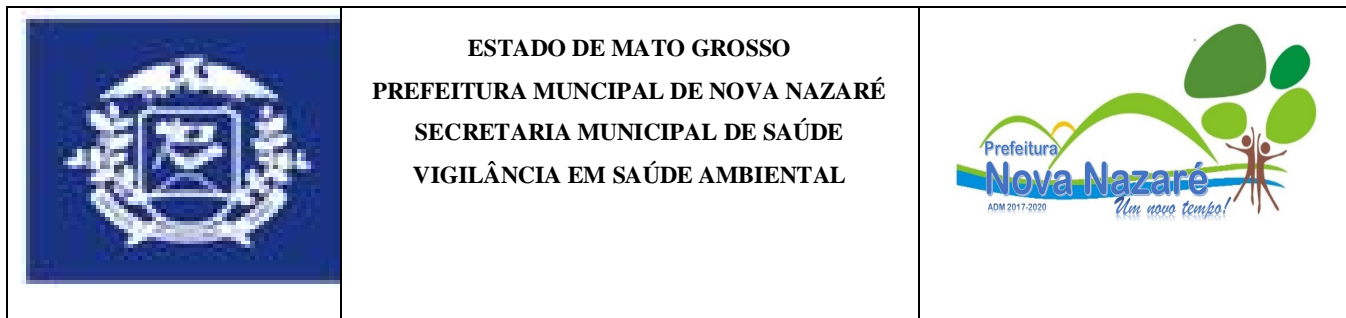 ESTADO DE MATO GROSSO
PREFEITURA MUNCIPAL DE NOVA NAZARÉ
SECRETARIA MUNICIPAL DE SAÚDE
VIGILÂNCIA EM SAÚDE AMBIENTAL
Prefeitura
Nova Nazaré
ADM 2017-2020
Um novo tempo!